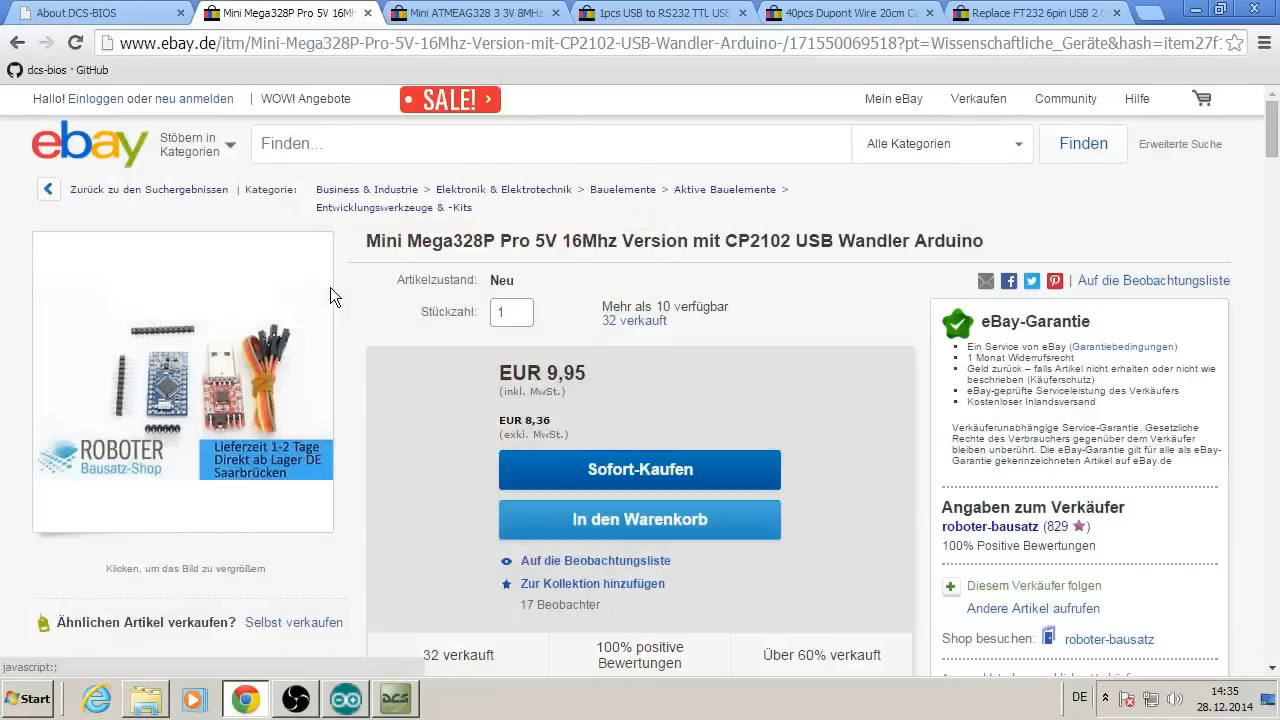 About DCS-BIOS
Mini Mega328P Pro 5V 16Mh
Mini ATMEAG328 3.3V 8MHz
1pcs USB To RS232 TTL USB
40pcs Dupont Wire 20cm Co
Replace FT232 6pin USB 2.
www.ebay.de/itm/Mini-Mega328P-Pro-5V-16Mhz-Version-mit-CP2102-USB-Wandler-Arduino-/171550069518?pt=Wissenschaftliche_Geräte&hash=item27f1
dcs-bios · GitHub
Hallo! Einloggen oder neu anmelden | WOW! Angebote
SALE!
Mein eBay Verkaufen Community Hilfe
ebay
Stöbern in
Kategorien
Finden...
Alle Kategorien
Finden
Erweiterte Suche
Zurück zu den Suchergebnissen | Kategorie: Business & Industrie > Elektronik & Elektrotechnik > Bauelemente > Aktive Bauelemente >
Entwicklungswerkzeuge & -Kits
Mini Mega328P Pro 5V 16Mhz Version mit CP2102 USB Wandler Arduino
Artikelzustand: Neu
Stückzahl: 1
Mehr als 10 verfügbar
32 verkauft
| Auf die Beobachtungsliste
EUR 9,95
(inkl. MwSt.)
EUR 8,36
(exkl. MwSt.)
Sofort-Kaufen
In den Warenkorb
Auf die Beobachtungsliste
Zur Kollektion hinzufügen
17 Beobachter
32 verkauft
100% positive
Bewertungen
Über 60% verkauft
ROBOTER
Bausatz-Shop
Lieferzeit 1-2 Tage
Direkt ab Lager DE
Saarbrücken
Klicken, um das Bild zu vergrößern
Ähnlichen Artikel verkaufen? Selbst verkaufen
eBay-Garantie
Ein Service von eBay (Garantiebedingungen)
1 Monat Widerrufsrecht
Geld zurück – falls Artikel nicht erhalten oder nicht wie
beschrieben (Käuferschutz)
eBay-geprüfte Serviceleistung des Verkäufers
Kostenloser Inlandsversand
Verkäuferunabhängige Service-Garantie. Gesetzliche
Rechte des Verbrauchers gegenüber dem Verkäufer
bleiben unberührt. Die eBay-Garantie gilt für alle als eBay-
Garantie gekennzeichneten Artikel auf eBay.de
Angaben zum Verkäufer
roboter-bausatz (829)
100% Positive Bewertungen
Diesem Verkäufer folgen
Andere Artikel aufrufen
Shop besuchen: roboter-bausatz
javascript:;
Start
DCS
DE
14:35
28.12.2014